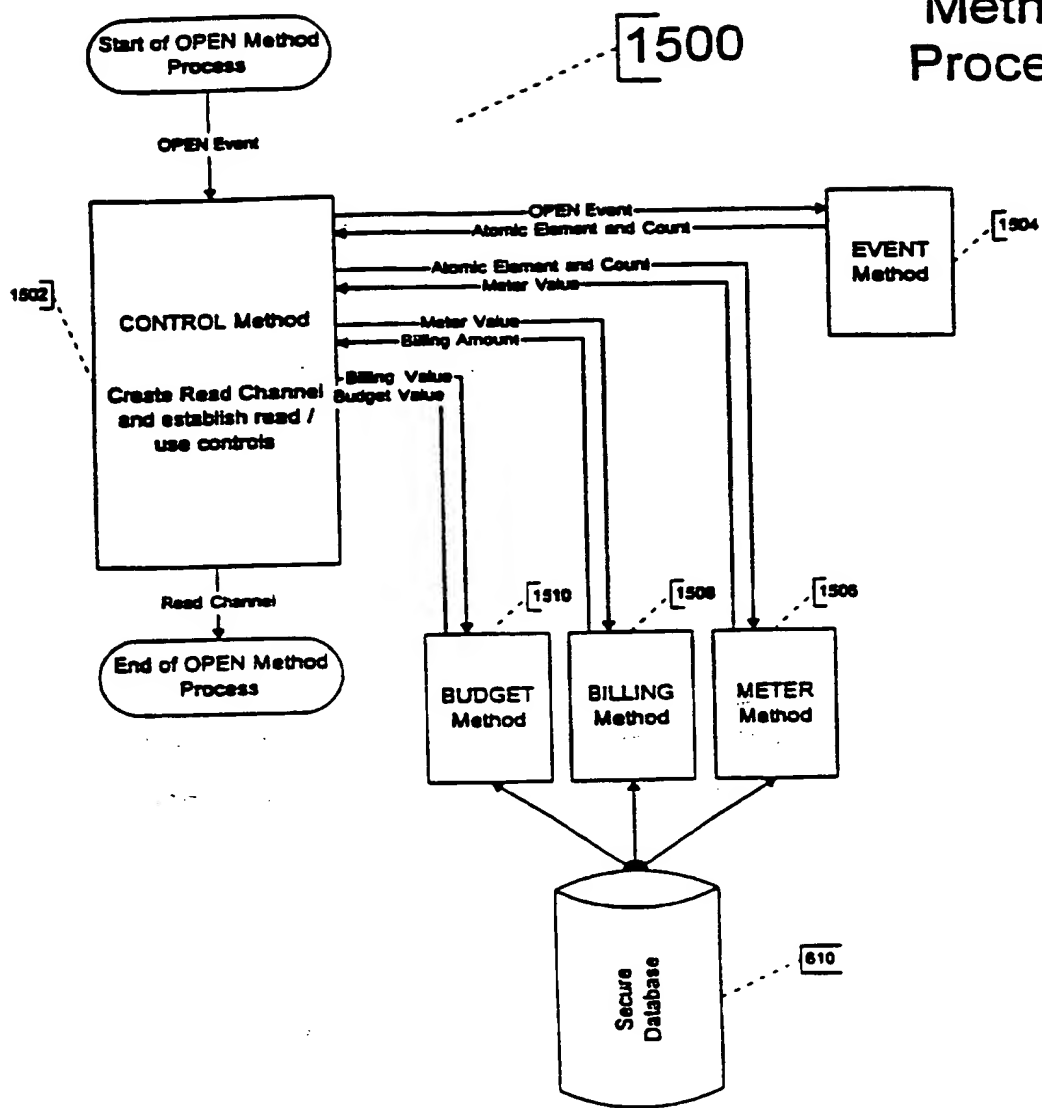 Start of OPEN Method
Process
1500
Meth
Proce
OPEN Event
OPEN Event
Atomic Element and Count
EVENT
Method
1504
1502
Atomic Element and Count
Meter Value
CONTROL Method
Meter Value
Billing Amount
Create Read Channel
and establish read /
use controls
Billing Value
Budget Value
Read Channel
End of OPEN Method
Process
1510
1508
1506
BUDGET
Method
BILLING
Method
METER
Method
Secure
Database
610